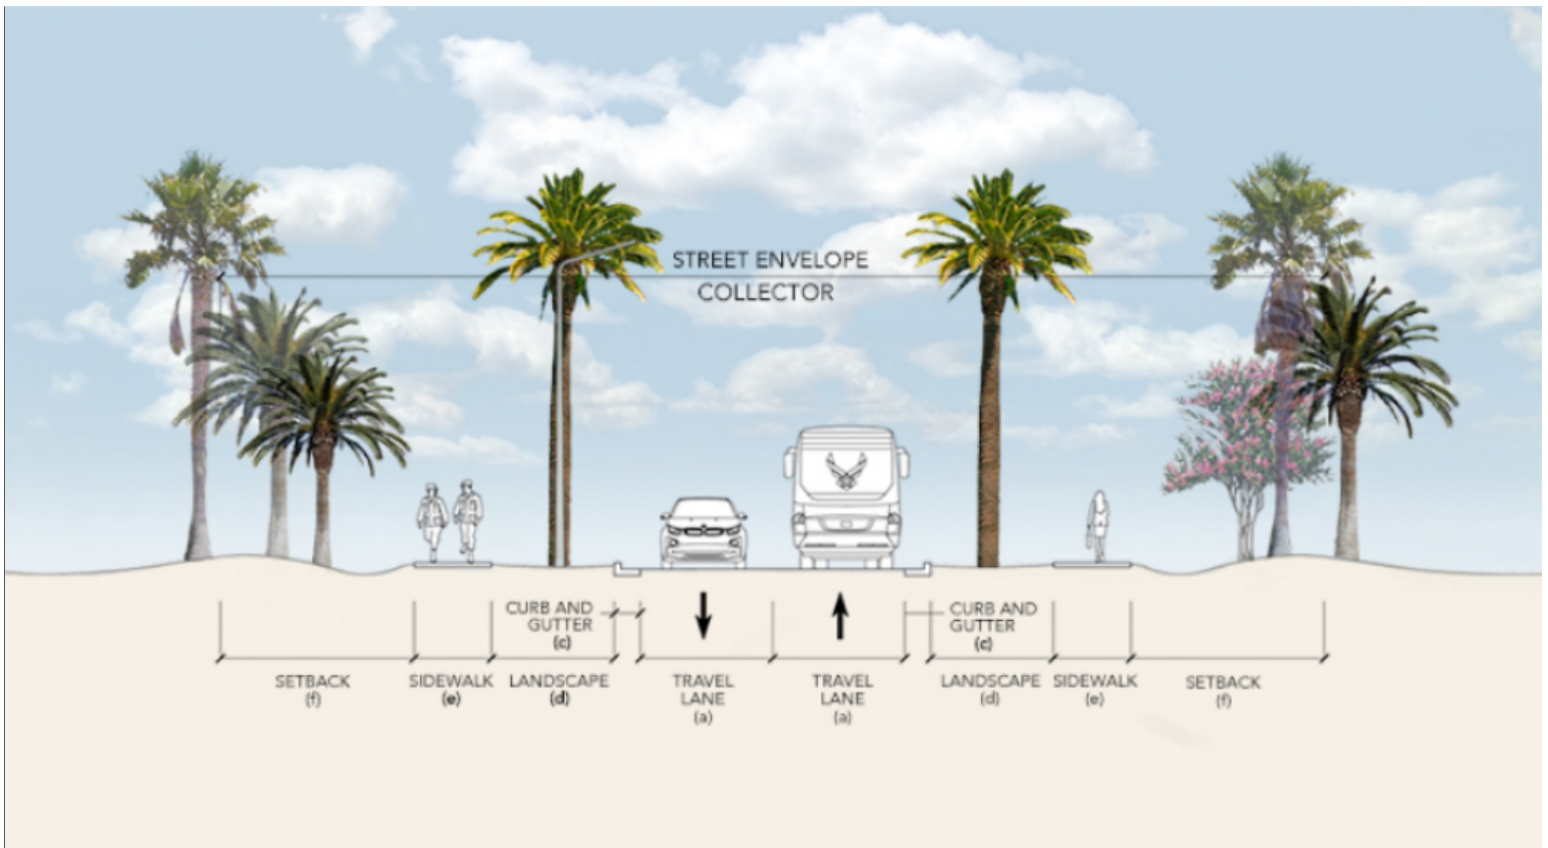 STREET ENVELOPE
COLLECTOR
CURB AND
GUTTER
(c)
CURB AND
GUTTER
(c)
SETBACK
(f)
SIDEWALK
(e)
LANDSCAPE
(d)
TRAVEL
LANE
(a)
TRAVEL
LANE
(a)
LANDSCAPE
(d)
SIDEWALK
(e)
SETBACK
(f)